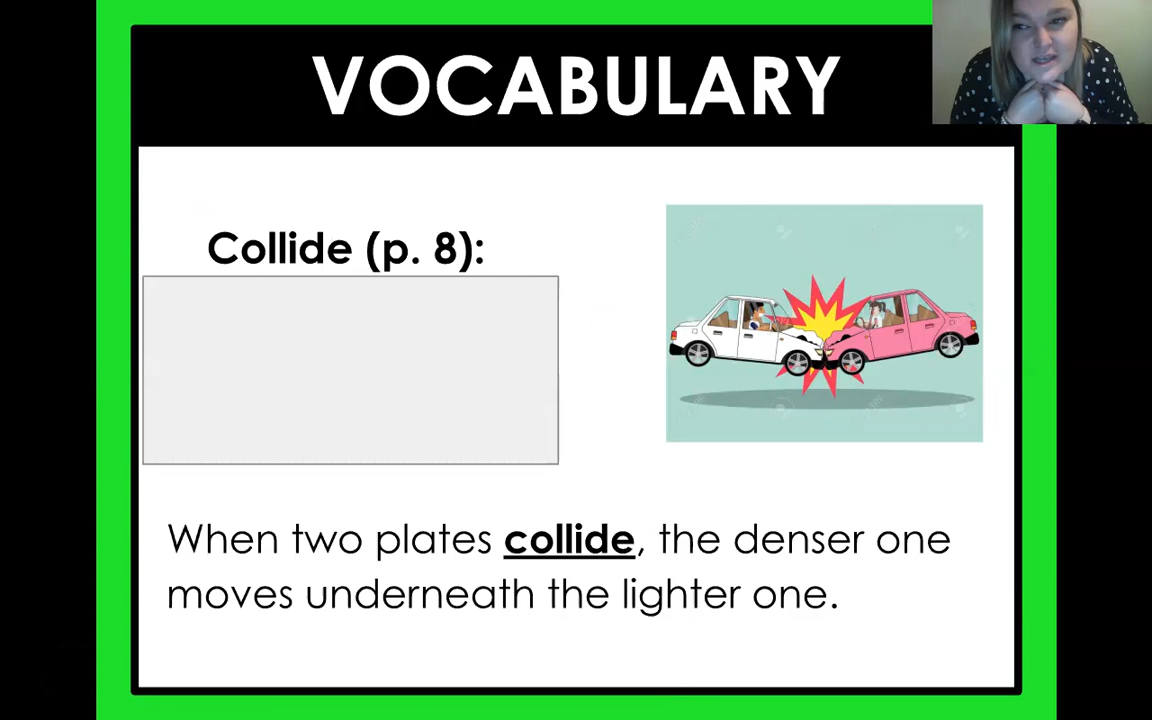 VOCABULARY
Collide (p. 8):
When two plates collide, the denser one
moves underneath the lighter one.